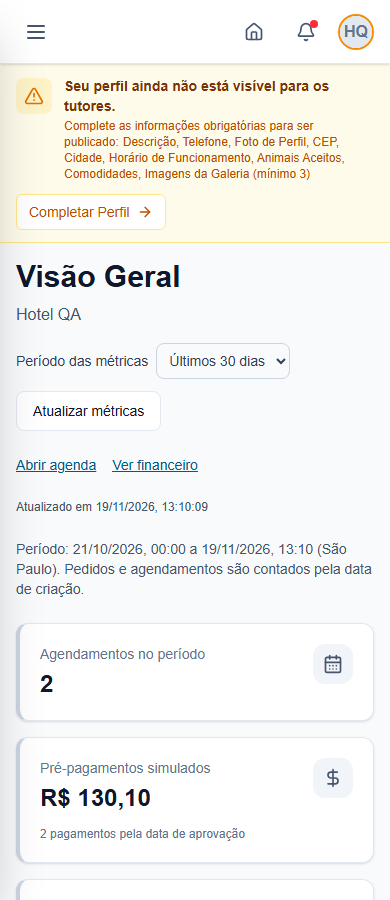 HQ
Seu perfil ainda não está visível para os
tutores.
Complete as informações obrigatórias para ser
publicado: Descrição, Telefone, Foto de Perfil, CEP,
Cidade, Horário de Funcionamento, Animais Aceitos,
Comodidades, Imagens da Galeria (mínimo 3)
Completar Perfil →
Visão Geral
Hotel QA
Período das métricas Últimos 30 dias
Atualizar métricas
Abrir agenda Ver financeiro
Atualizado em 19/11/2026, 13:10:09
Período: 21/10/2026, 00:00 a 19/11/2026, 13:10 (São
Paulo). Pedidos e agendamentos são contados pela data
de criação.
Agendamentos no período
2
Pré-pagamentos simulados
R$ 130,10
2 pagamentos pela data de aprovação